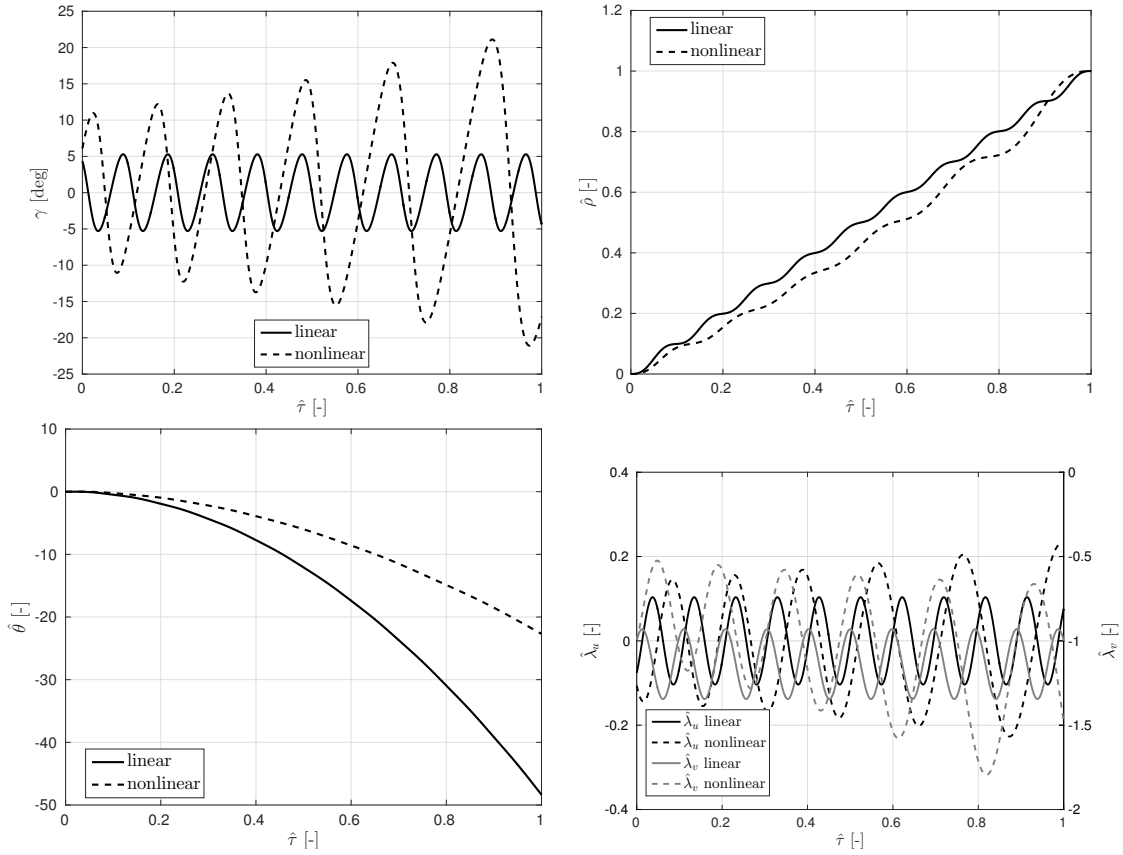 25
20
15
10
5
0
-5
-10
-15
-20
-25
γ [deg]
linear
nonlinear
0 0.2 0.4 0.6 0.8 1
τ̂ [-]
1.2
1
0.8
0.6
0.4
0.2
0
ρ̂ [-]
linear
nonlinear
0 0.2 0.4 0.6 0.8 1
τ̂ [-]
10
0
-10
-20
-30
-40
-50
θ̂ [-]
linear
nonlinear
0 0.2 0.4 0.6 0.8 1
τ̂ [-]
0.4
0.2
0
-0.2
-0.4
λ̂u [-]
λ̂u linear
λ̂u nonlinear
λ̂v linear
λ̂v nonlinear
0 0.2 0.4 0.6 0.8 1
τ̂ [-]
0
-0.5
-1
-1.5
-2
λ̂v [-]